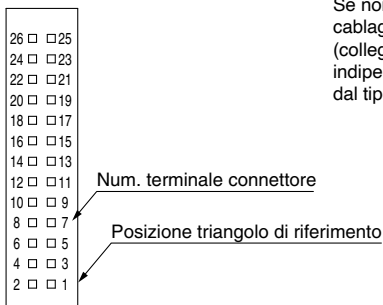 Se non
cablag
(colleg
indipe
dal tip
26 25
24 23
22 21
20 19
18 17
16 15
14 13
12 11
10 9
8 7
6 5
4 3
2 1
Num. terminale connettore
Posizione triangolo di riferimento